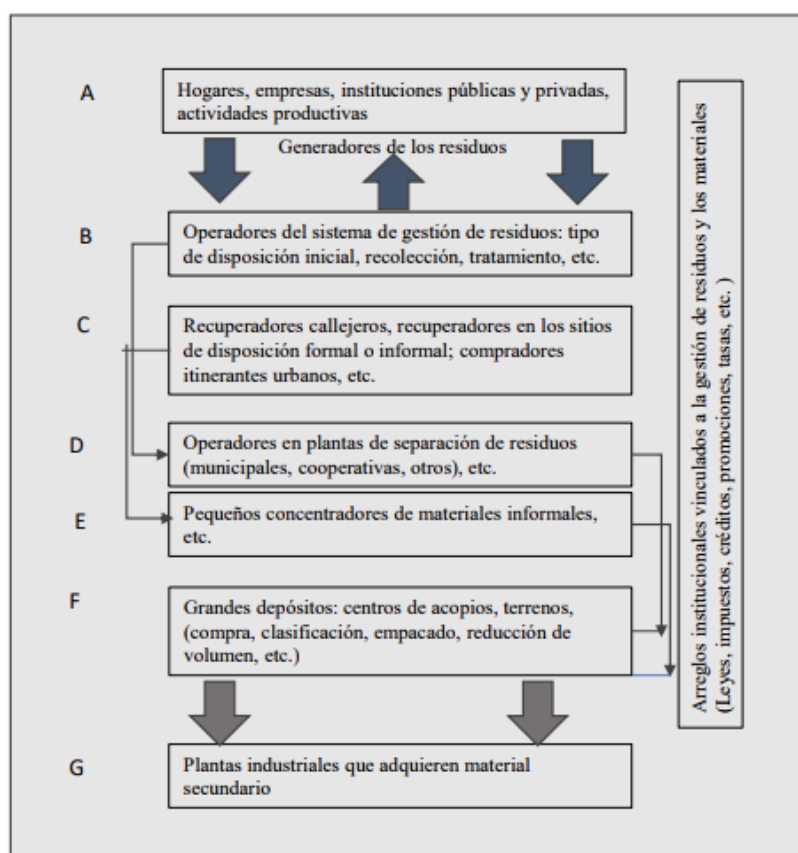 A
Hogares, empresas, instituciones públicas y privadas,
actividades productivas
Generadores de los residuos
B
Operadores del sistema de gestión de residuos: tipo
de disposición inicial, recolección, tratamiento, etc.
C
Recuperadores callejeros, recuperadores en los sitios
de disposición formal o informal; compradores
itinerantes urbanos, etc.
D
Operadores en plantas de separación de residuos
(municipales, cooperativas, otros), etc.
E
Pequeños concentradores de materiales informales,
etc.
F
Grandes depósitos: centros de acopios, terrenos,
(compra, clasificación, empacado, reducción de
volumen, etc.)
G
Plantas industriales que adquieren material
secundario
Arreglos institucionales vinculados a la gestión de residuos y los materiales
(Leyes, impuestos, créditos, promociones, tasas, etc. )